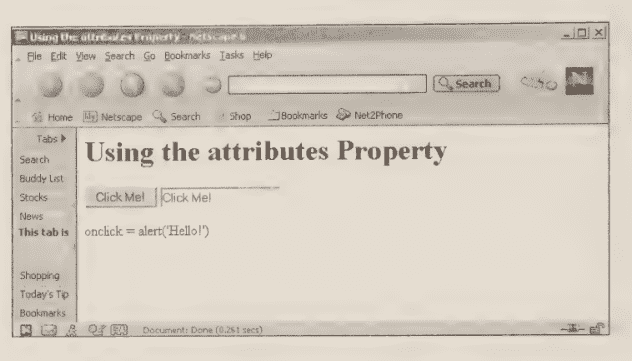 Using the attributes Property - Netscape 6
File Edit View Search Go Bookmarks Tasks Help
Search
Home Netscape Search Shop Bookmarks Net2Phone
Tabs
Search
Buddy List
Stocks
News
This tab is
Shopping
Today's Tip
Bookmarks
Using the attributes Property
Click Me! Click Me!
onclick = alert('Hello!')
Document: Done (0.261 secs)